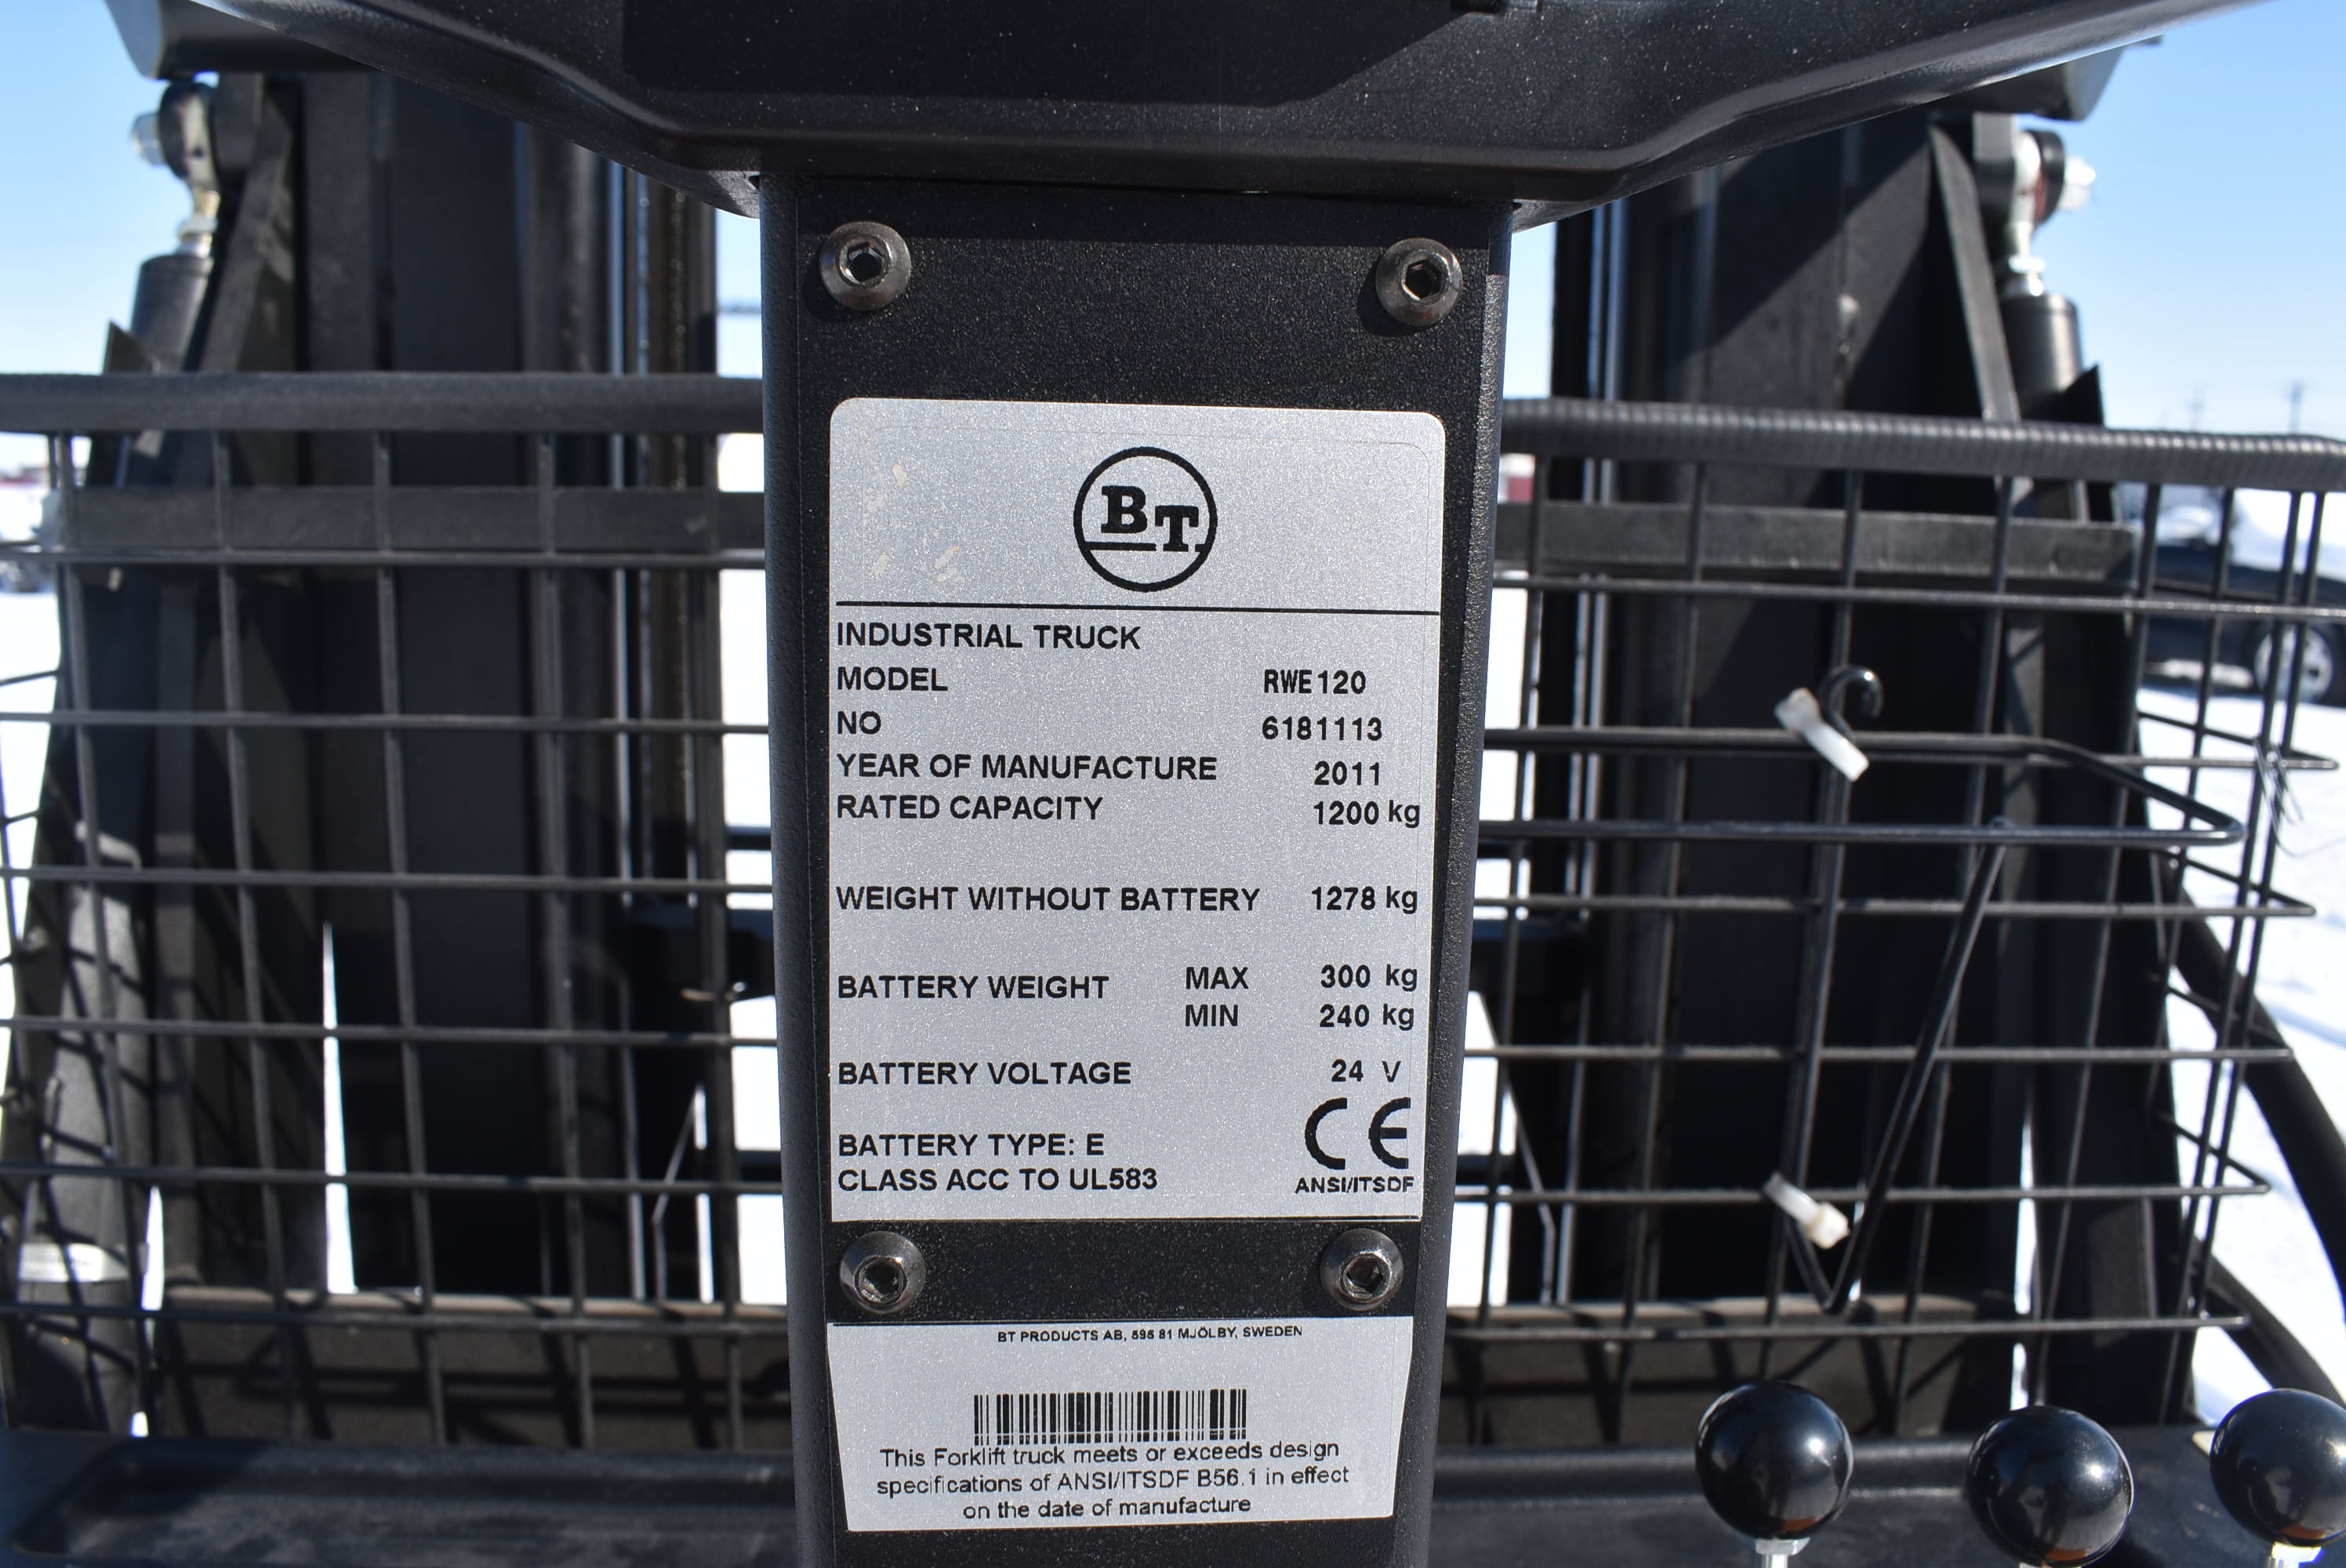 BT
INDUSTRIAL TRUCK
MODEL RWE120
NO 6181113
YEAR OF MANUFACTURE 2011
RATED CAPACITY 1200 kg
WEIGHT WITHOUT BATTERY 1278 kg
BATTERY WEIGHT MAX 300 kg
MIN 240 kg
BATTERY VOLTAGE 24 V
CE
BATTERY TYPE: E
CLASS ACC TO UL583 ANSI/ITSDF
BT PRODUCTS AB, 595 81 MJÖLBY, SWEDEN
This Forklift truck meets or exceeds design
specifications of ANSI/ITSDF B56.1 in effect
on the date of manufacture